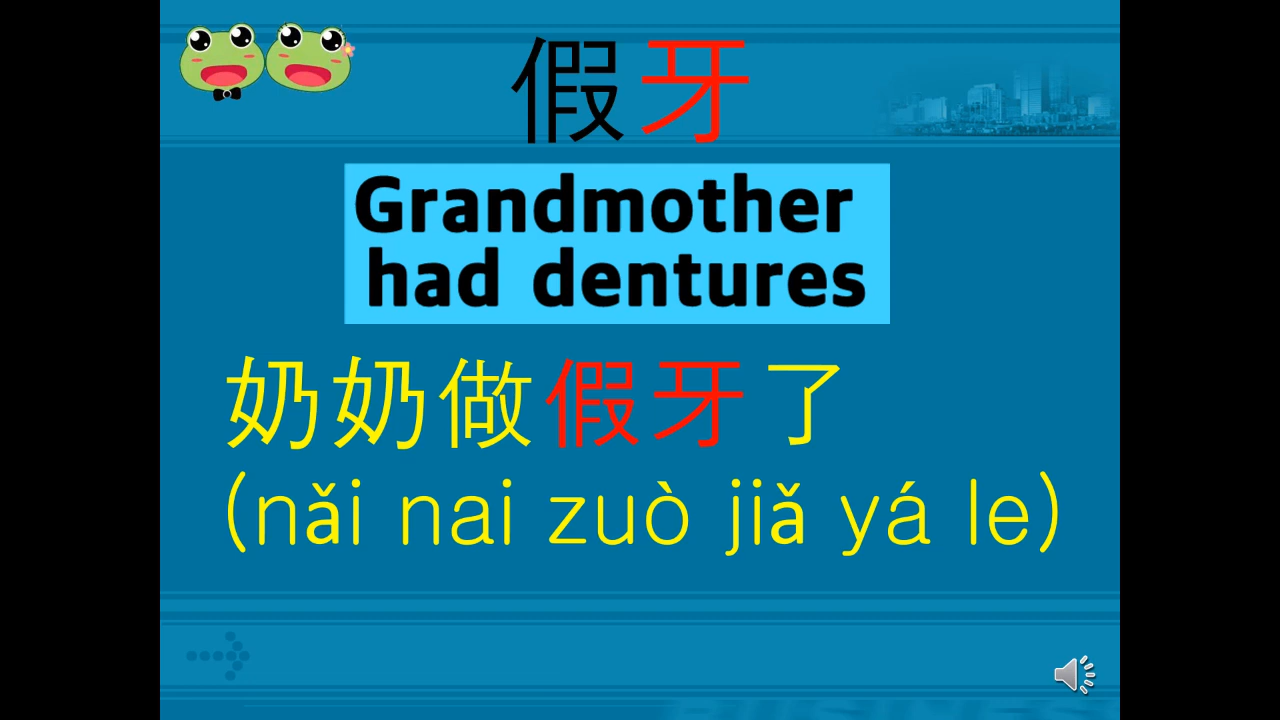 假牙
Grandmother
had dentures
奶奶做假牙了
(nǎi nai zuò jiǎ yá le)